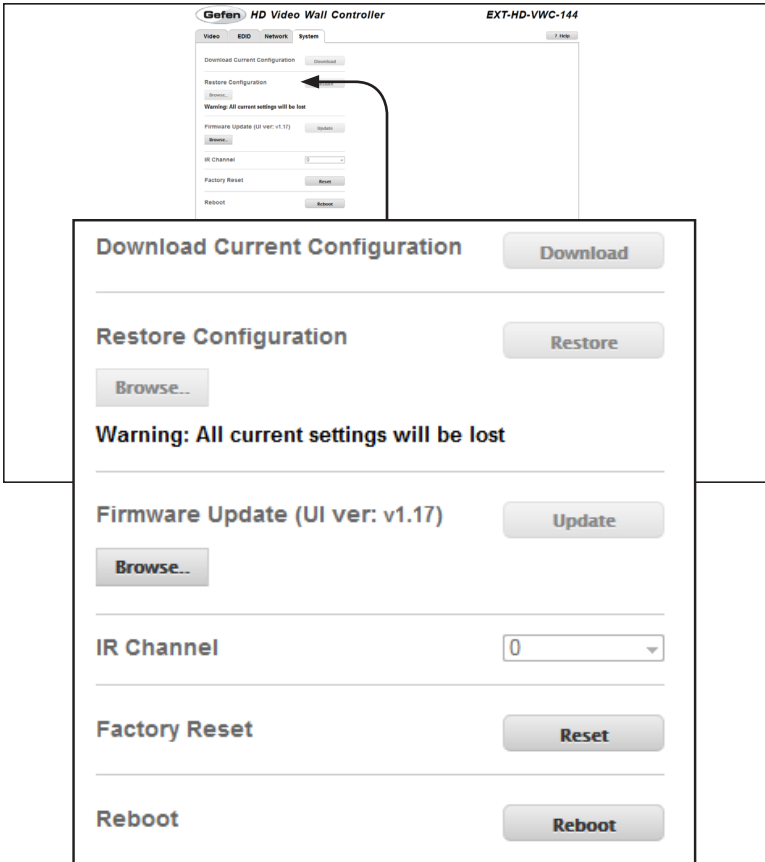 Gefen HD Video Wall Controller EXT-HD-VWC-144
Video EDID Network System ? Help
Download Current Configuration Download
Restore Configuration
Browse..
Warning: All current settings will be lost
Firmware Update (UI ver: v1.17) Update
Browse..
IR Channel 0
Factory Reset Reset
Reboot Reboot
Download Current Configuration Download
Restore Configuration Restore
Browse..
Warning: All current settings will be lost
Firmware Update (UI ver: v1.17) Update
Browse..
IR Channel 0
Factory Reset Reset
Reboot Reboot